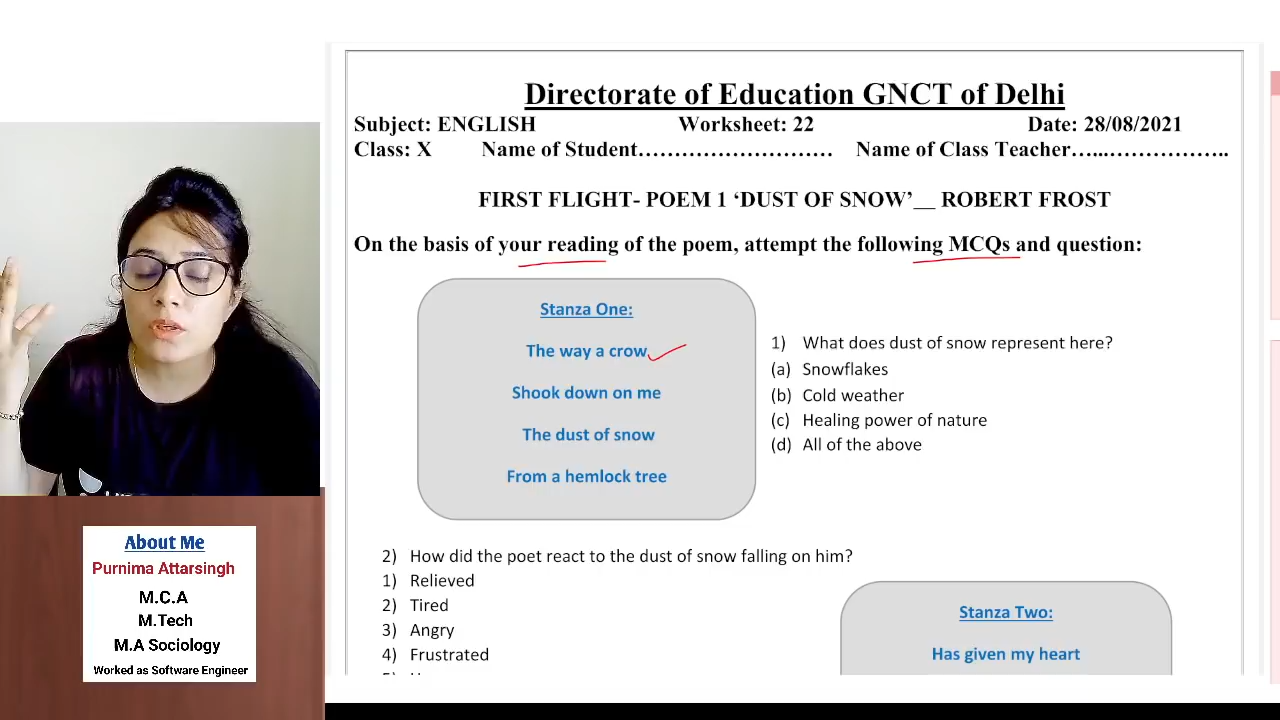 Directorate of Education GNCT of Delhi
Subject: ENGLISH Worksheet: 22 Date: 28/08/2021
Class: X Name of Student……………………… Name of Class Teacher…...……………..
FIRST FLIGHT- POEM 1 ‘DUST OF SNOW’__ ROBERT FROST
On the basis of your reading of the poem, attempt the following MCQs and question:
Stanza One:
The way a crow
Shook down on me
The dust of snow
From a hemlock tree
1) What does dust of snow represent here?
(a) Snowflakes
(b) Cold weather
(c) Healing power of nature
(d) All of the above
2) How did the poet react to the dust of snow falling on him?
1) Relieved
2) Tired
3) Angry
4) Frustrated
Stanza Two:
Has given my heart
About Me
Purnima Attarsingh
M.C.A
M.Tech
M.A Sociology
Worked as Software Engineer